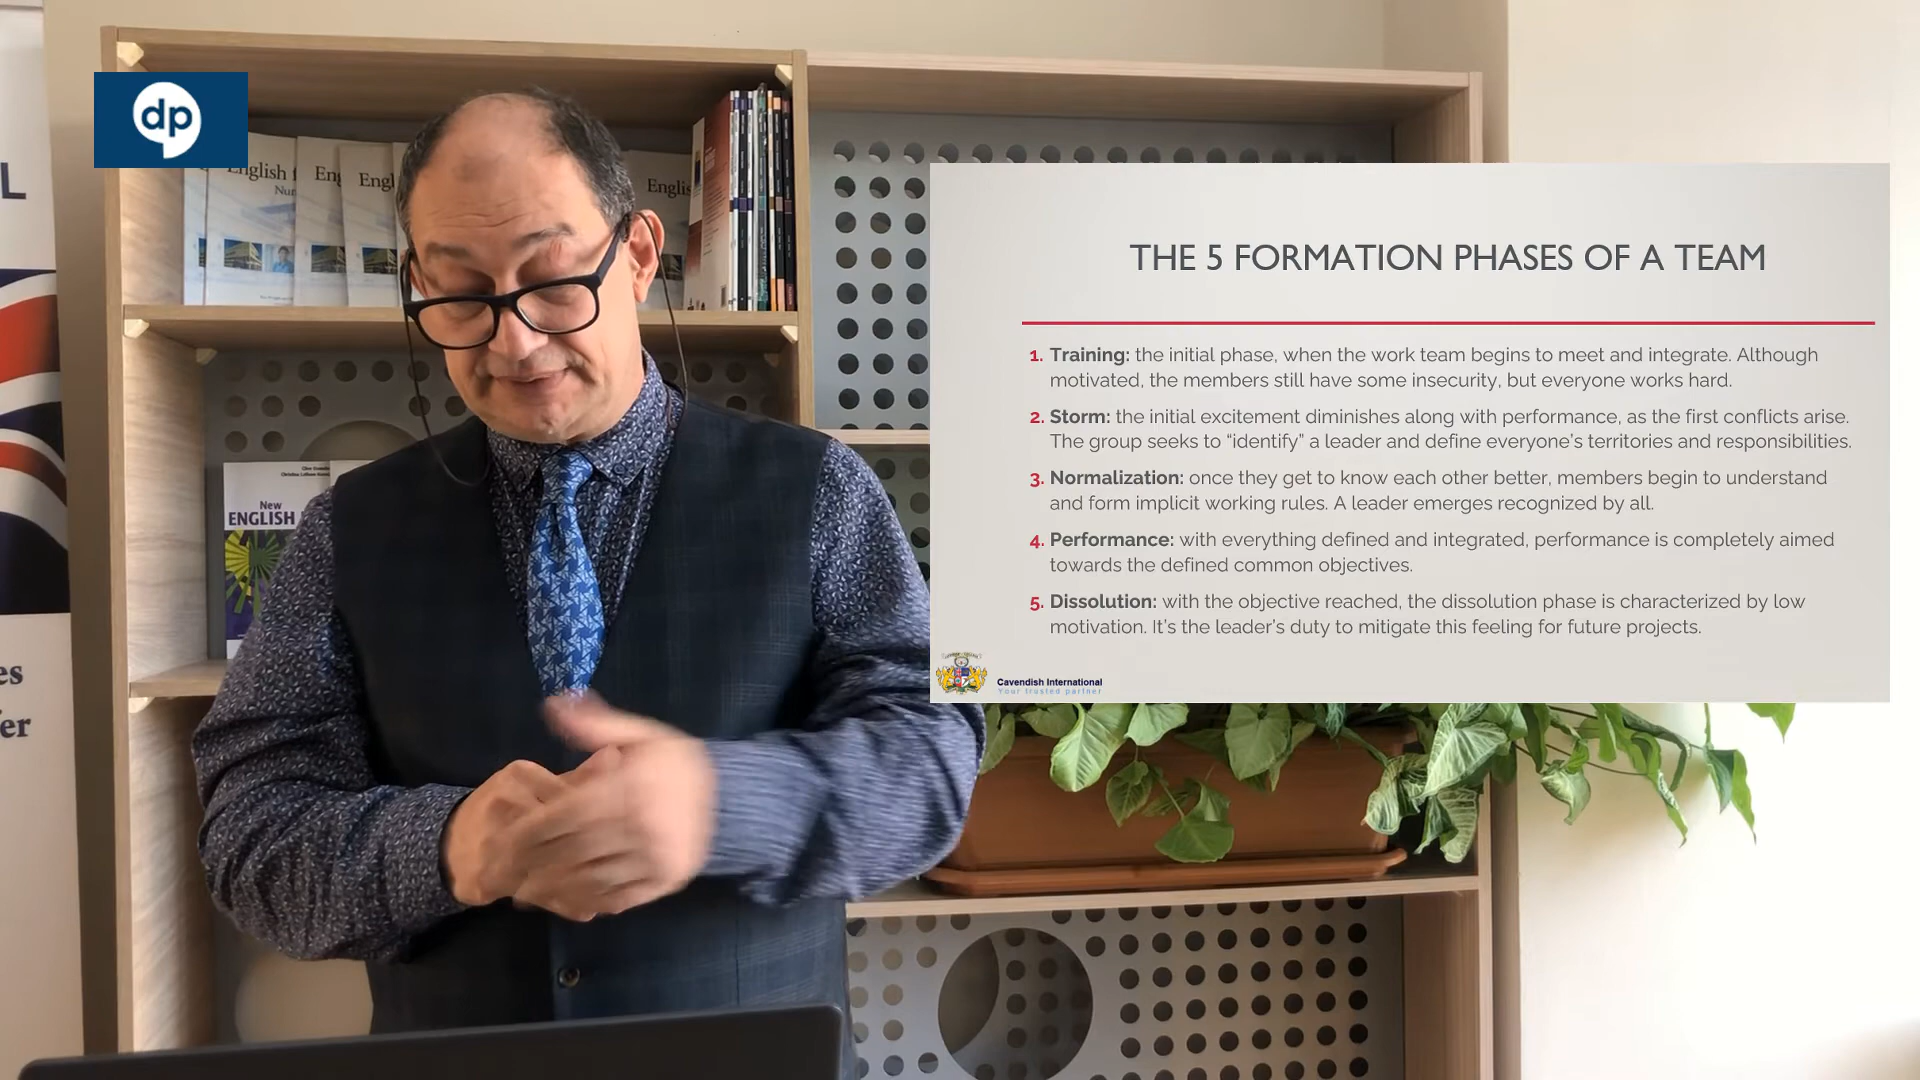 dp
L
English f
Nur
Eng
Engl
Englis
New
ENGLISH
es
fer
THE 5 FORMATION PHASES OF A TEAM
1. Training: the initial phase, when the work team begins to meet and integrate. Although
motivated, the members still have some insecurity, but everyone works hard.
2. Storm: the initial excitement diminishes along with performance, as the first conflicts arise.
The group seeks to “identify” a leader and define everyone’s territories and responsibilities.
3. Normalization: once they get to know each other better, members begin to understand
and form implicit working rules. A leader emerges recognized by all.
4. Performance: with everything defined and integrated, performance is completely aimed
towards the defined common objectives.
5. Dissolution: with the objective reached, the dissolution phase is characterized by low
motivation. It’s the leader’s duty to mitigate this feeling for future projects.
Cavendish International
Your trusted partner